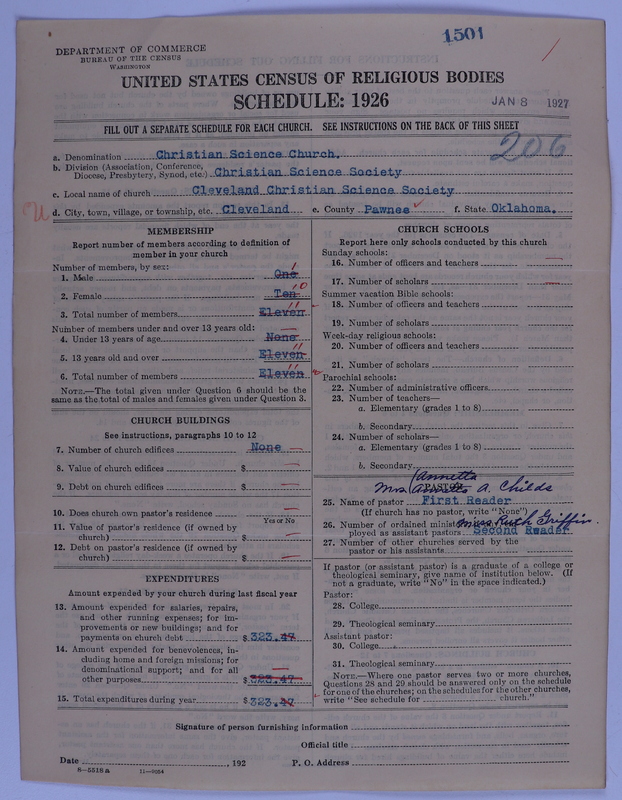 1501
DEPARTMENT OF COMMERCE
BUREAU OF THE CENSUS
WASHINGTON
UNITED STATES CENSUS OF RELIGIOUS BODIES
SCHEDULE: 1926
JAN 8 1927
FILL OUT A SEPARATE SCHEDULE FOR EACH CHURCH. SEE INSTRUCTIONS ON THE BACK OF THIS SHEET
206
a. Denomination Christian Science Church.
b. Division (Association, Conference, Diocese, Presbytery, Synod, etc.) Christian Science Society
c. Local name of church Cleveland Christian Science Society
d. City, town, village, or township, etc. Cleveland e. County Pawnee f. State Oklahoma.
MEMBERSHIP
Report number of members according to definition of
member in your church
Number of members, by sex:
1. Male One 1
2. Female Ten 10
3. Total number of members Eleven 11
Number of members under and over 13 years old:
4. Under 13 years of age None —
5. 13 years old and over Eleven 11
6. Total number of members Eleven 11
NOTE.—The total given under Question 6 should be the
same as the total of males and females given under Question 3.
CHURCH BUILDINGS
See instructions, paragraphs 10 to 12
7. Number of church edifices None —
8. Value of church edifices $ —
9. Debt on church edifices $ —
10. Does church own pastor's residence —
Yes or No
11. Value of pastor's residence (if owned by
church) $ —
12. Debt on pastor's residence (if owned by
church) $ —
EXPENDITURES
Amount expended by your church during last fiscal year
13. Amount expended for salaries, repairs,
and other running expenses; for im-
provements or new buildings; and for
payments on church debt $ 323.47
14. Amount expended for benevolences, in-
cluding home and foreign missions; for
denominational support; and for all
other purposes $ 323.47 —
15. Total expenditures during year $ 323.47
CHURCH SCHOOLS
Report here only schools conducted by this church
Sunday schools:
16. Number of officers and teachers —
17. Number of scholars —
Summer vacation Bible schools:
18. Number of officers and teachers
19. Number of scholars
Week-day religious schools:
20. Number of officers and teachers
21. Number of scholars
Parochial schools:
22. Number of administrative officers
23. Number of teachers—
a. Elementary (grades 1 to 8)
b. Secondary
24. Number of scholars—
a. Elementary (grades 1 to 8)
b. Secondary
PASTOR
Annetta
Mrs A. Childs
25. Name of pastor First Reader
(If church has no pastor, write "None")
Miss Ruth Griffin.
26. Number of ordained ministers em-
ployed as assistant pastors Second Reader
27. Number of other churches served by the
pastor or his assistants
If pastor (or assistant pastor) is a graduate of a college or
theological seminary, give name of institution below. (If
not a graduate, write "No" in the space indicated.)
Pastor:
28. College
29. Theological seminary
Assistant pastor:
30. College
31. Theological seminary
NOTE.—Where one pastor serves two or more churches,
Questions 28 and 29 should be answered only on the schedule
for one of the churches; on the schedules for the other churches,
write "See schedule for church."
Signature of person furnishing information
Official title
Date , 192 P. O. Address
8—5518a 11—9054